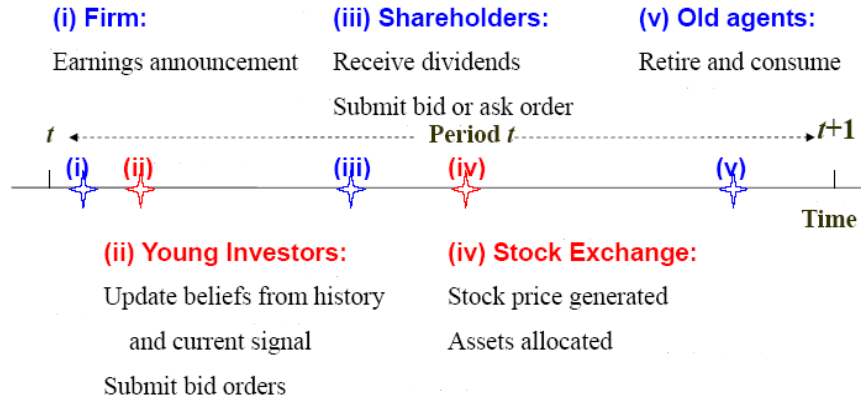 (i) Firm:
Earnings announcement
(iii) Shareholders:
Receive dividends
Submit bid or ask order
(v) Old agents:
Retire and consume
t
Period t
t+1
(i)
(ii)
(iii)
(iv)
(v)
Time
(ii) Young Investors:
Update beliefs from history
and current signal
Submit bid orders
(iv) Stock Exchange:
Stock price generated
Assets allocated